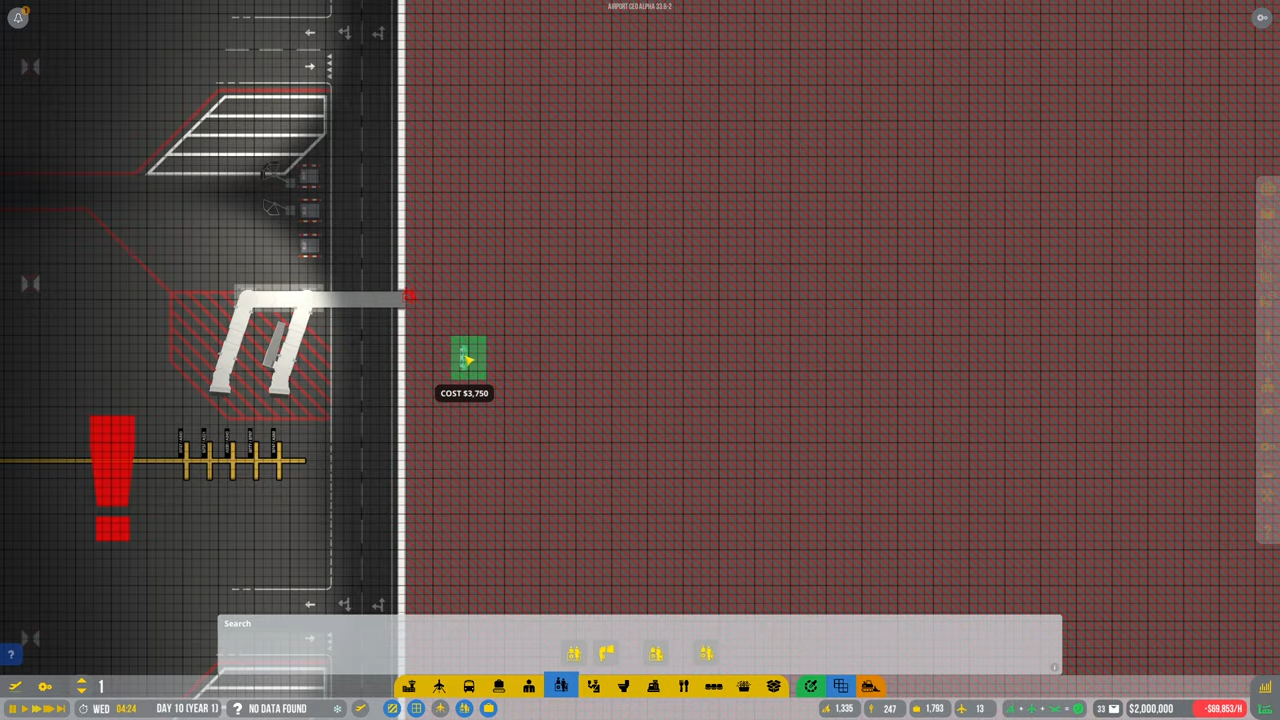 AIRPORT CEO ALPHA 33.6-2
COST $3,750
Search
?
1
WED 04:24
DAY 10 (YEAR 13)
? NO DATA FOUND
1,335
247
1,793
13
33
$2,000,000
-$69,853/H